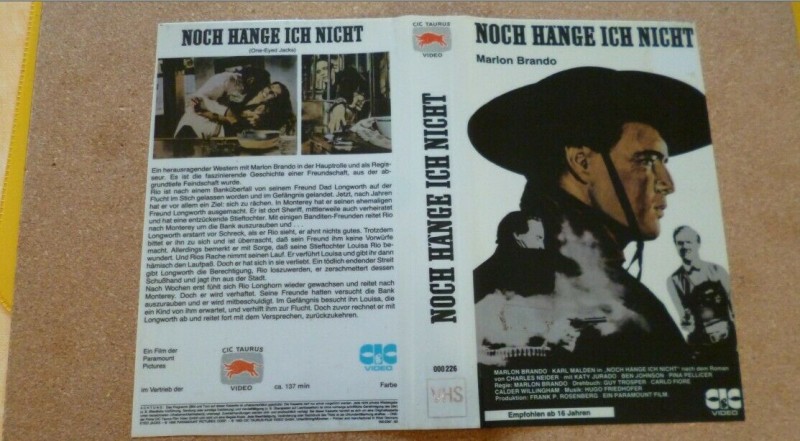 NOCH HÄNGE ICH NICHT
(One-Eyed Jacks)
Ein herausragender Western mit Marlon Brando in der Hauptrolle und als Regis-
seur. Es ist die faszinierende Geschichte einer Freundschaft, aus der ab-
grundtiefe Feindschaft wurde.
Rio ist nach einem Banküberfall von seinem Freund Dad Longworth auf der
Flucht im Stich gelassen worden und im Gefängnis gelandet. Jetzt, nach Jahren
hat er vor allem ein Ziel: sich zu rächen. In Monterey hat er seinen ehemaligen
Freund Longworth ausgemacht. Er ist dort Sheriff, mittlerweile auch verheiratet
und hat eine entzückende Stieftochter. Mit einigen Banditen-Freunden reitet Rio
nach Monterey um die Bank auszurauben und . . .
Longworth erstarrt vor Schreck, als er Rio sieht, er ahnt nichts gutes. Trotzdem
bittet er ihn zu sich und ist überrascht, daß sein Freund ihm keine Vorwürfe
macht. Allerdings bemerkt er mit Sorge, daß seine Stieftochter Louisa Rio be-
wundert. Und Rios Rache nimmt seinen Lauf. Er verführt Louisa und gibt ihr dann
hämisch den Laufpaß. Doch er hat sich in sie verliebt. Ein tödlich endender Streit
gibt Longworth die Berechtigung, Rio loszuwerden, er zerschmettert dessen
Schußhand und jagt ihn aus der Stadt.
Nach Wochen erst fühlt sich Rio Longhorn wieder gewachsen und reitet nach
Monterey. Doch er wird verhaftet. Seine Freunde hatten versucht die Bank
auszurauben und er wird mitbeschuldigt. Im Gefängnis besucht ihn Louisa, die
ein Kind von ihm erwartet, und verhilft ihm zur Flucht. Doch zuvor rechnet er mit
Longworth ab und reitet fort mit dem Versprechen, zurückzukehren.
Ein Film der
Paramount
Pictures
im Vertrieb der
CIC TAURUS
VIDEO
ca. 137 min
CIC
VIDEO
Farbe
CIC TAURUS
VIDEO
NOCH HÄNGE ICH NICHT
000 226
VHS
NOCH HÄNGE ICH NICHT
Marlon Brando
MARLON BRANDO KARL MALDEN in „NOCH HÄNGE ICH NICHT" nach dem Roman
von CHARLES NEIDER mit KATY JURADO BEN JOHNSON PINA PELLICER
Regie: MARLON BRANDO Drehbuch: GUY TROSPER CARLO FIORE
CALDER WILLINGHAM Musik: HUGO FRIEDHOFER
Produktion: FRANK P. ROSENBERG EIN PARAMOUNT FILM
Empfohlen ab 16 Jahren
CIC
VIDEO